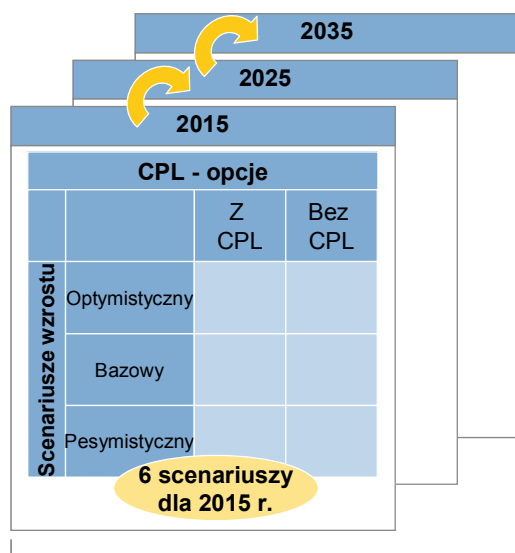 2035
2025
2015
CPL - opcje
Z
CPL
Bez
CPL
Scenariusze wzrostu
Optymistyczny
Bazowy
Pesymistyczny
6 scenariuszy
dla 2015 r.